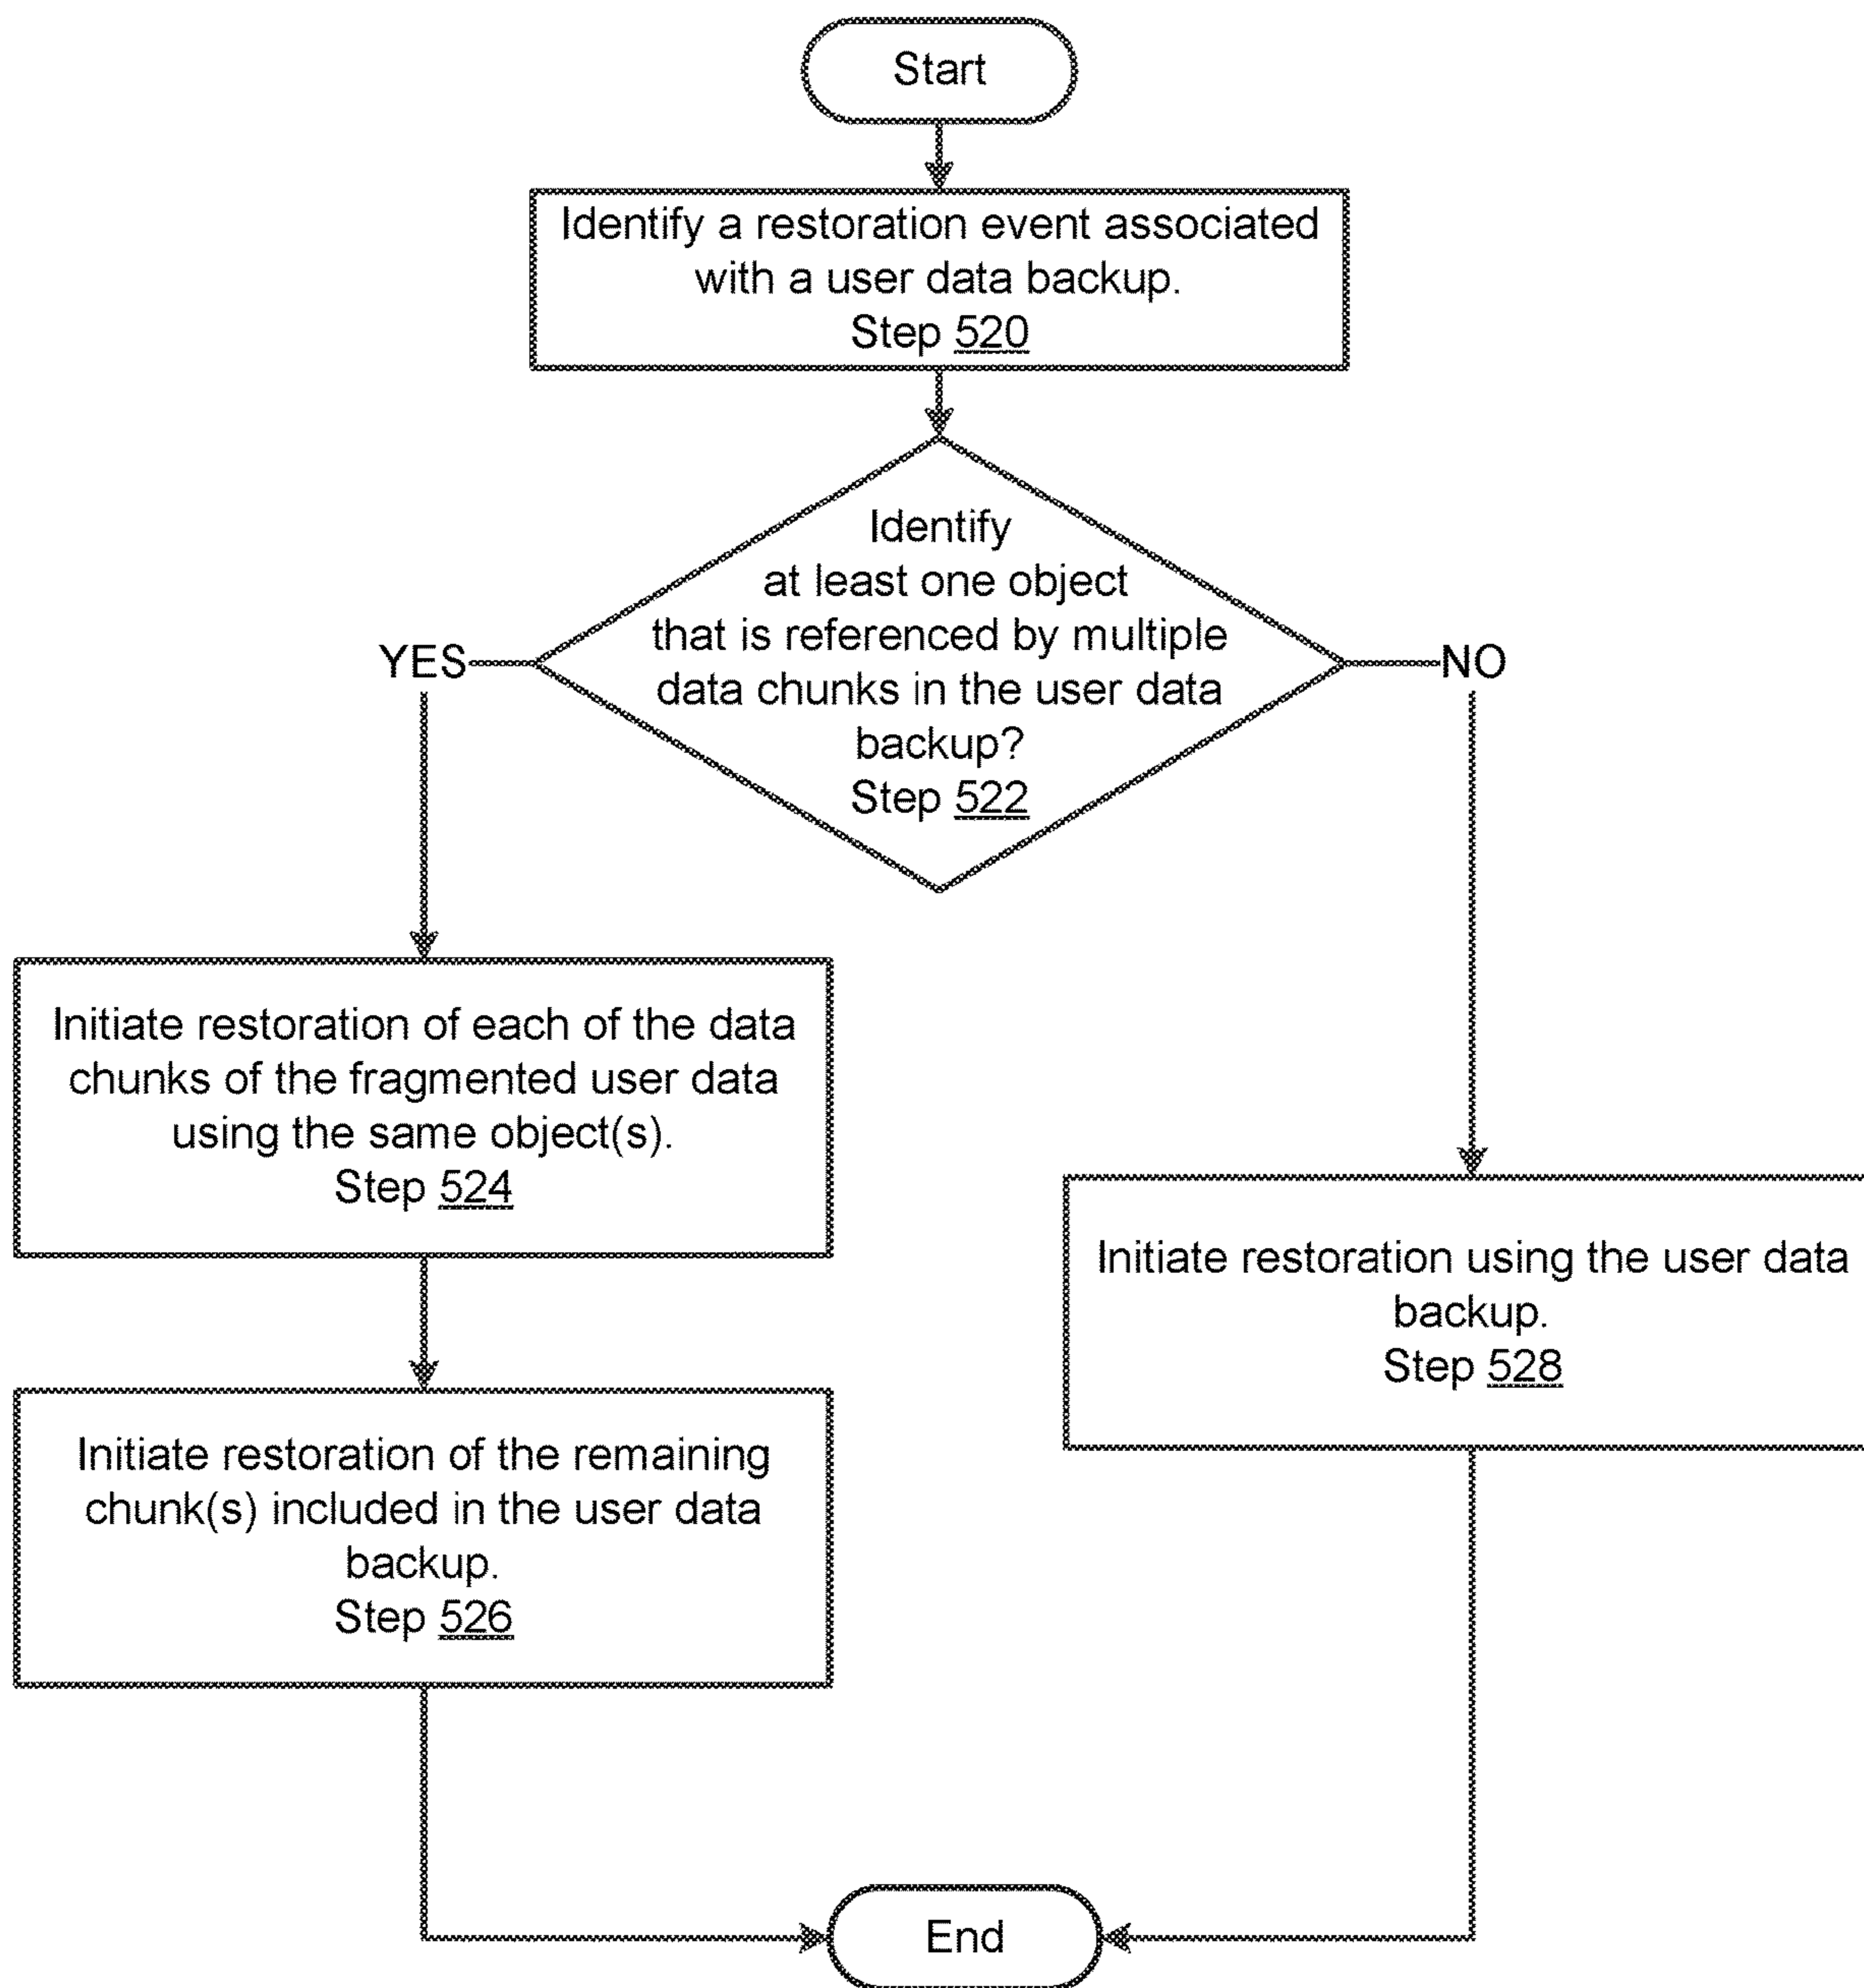 Start
Identify a restoration event associated
with a user data backup.
Step 520
Identify
at least one object
that is referenced by multiple
data chunks in the user data
backup?
Step 522
YES
NO
Initiate restoration of each of the data
chunks of the fragmented user data
using the same object(s).
Step 524
Initiate restoration using the user data
backup.
Step 528
Initiate restoration of the remaining
chunk(s) included in the user data
backup.
Step 526
End